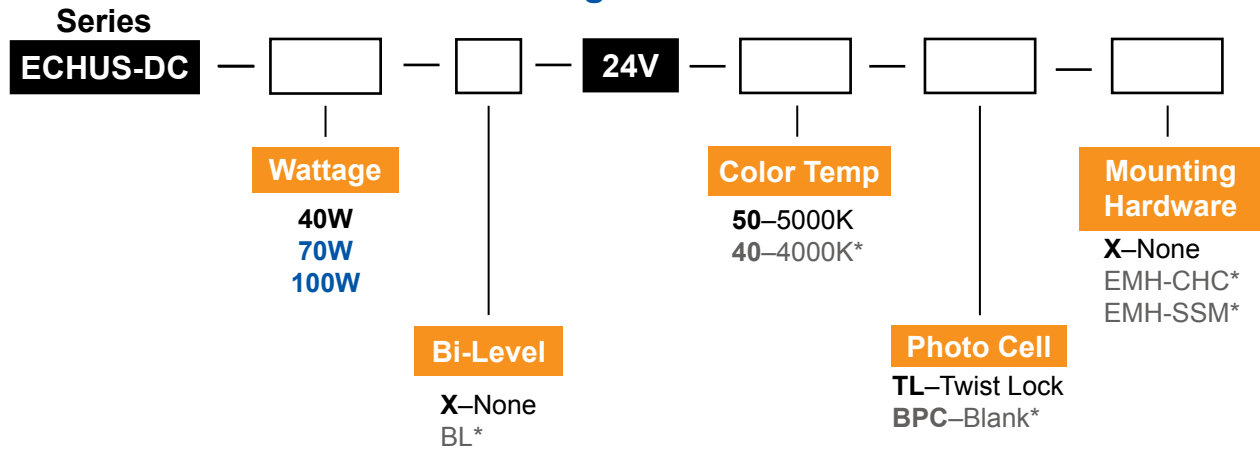 Series
ECHUS-DC — — — 24V — — —
Wattage
40W
70W
100W
Bi-Level
X–None
BL*
Color Temp
50–5000K
40–4000K*
Photo Cell
TL–Twist Lock
BPC–Blank*
Mounting
Hardware
X–None
EMH-CHC*
EMH-SSM*